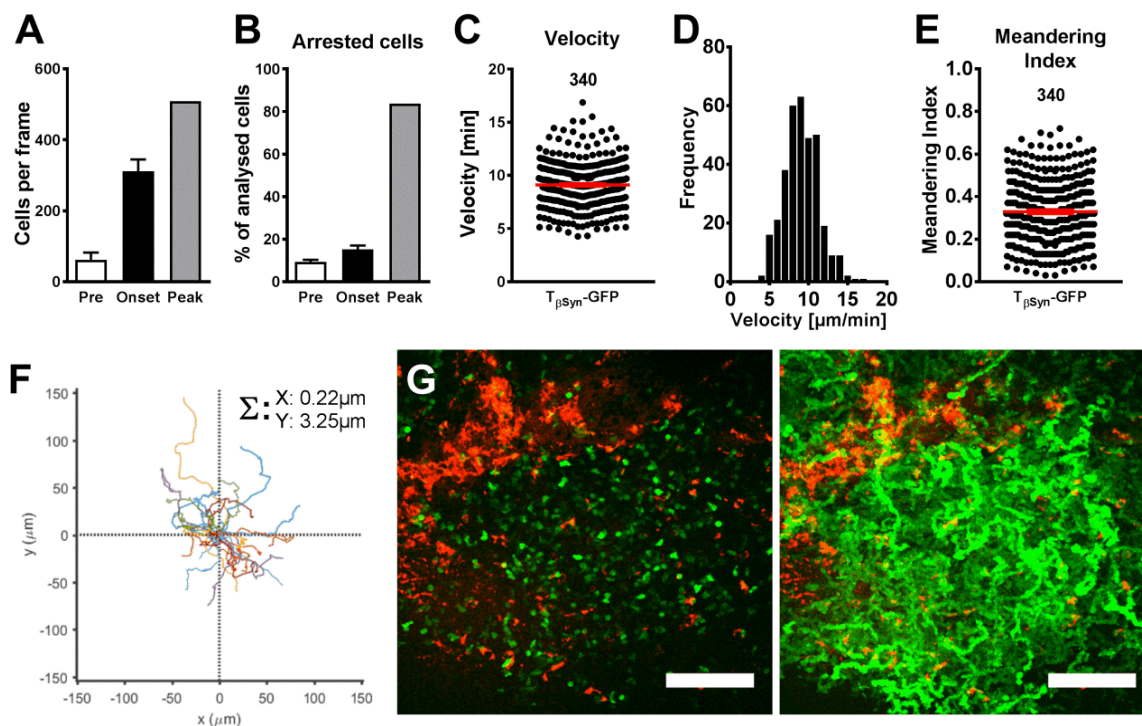 A
Cells per frame
600
400
200
0
Pre Onset Peak
B
Arrested cells
% of analysed cells
100
80
60
40
20
0
Pre Onset Peak
C
Velocity
340
Velocity [min]
20
15
10
5
0
TβSyn-GFP
D
Frequency
80
60
40
20
0
0 5 10 15 20
Velocity [µm/min]
E
Meandering
Index
340
Meandering Index
1.0
0.8
0.6
0.4
0.2
0.0
TβSyn-GFP
F
Σ: X: 0.22µm
Y: 3.25µm
y (µm)
150
100
50
0
-50
-100
-150
-150 -100 -50 0 50 100 150
x (µm)
G